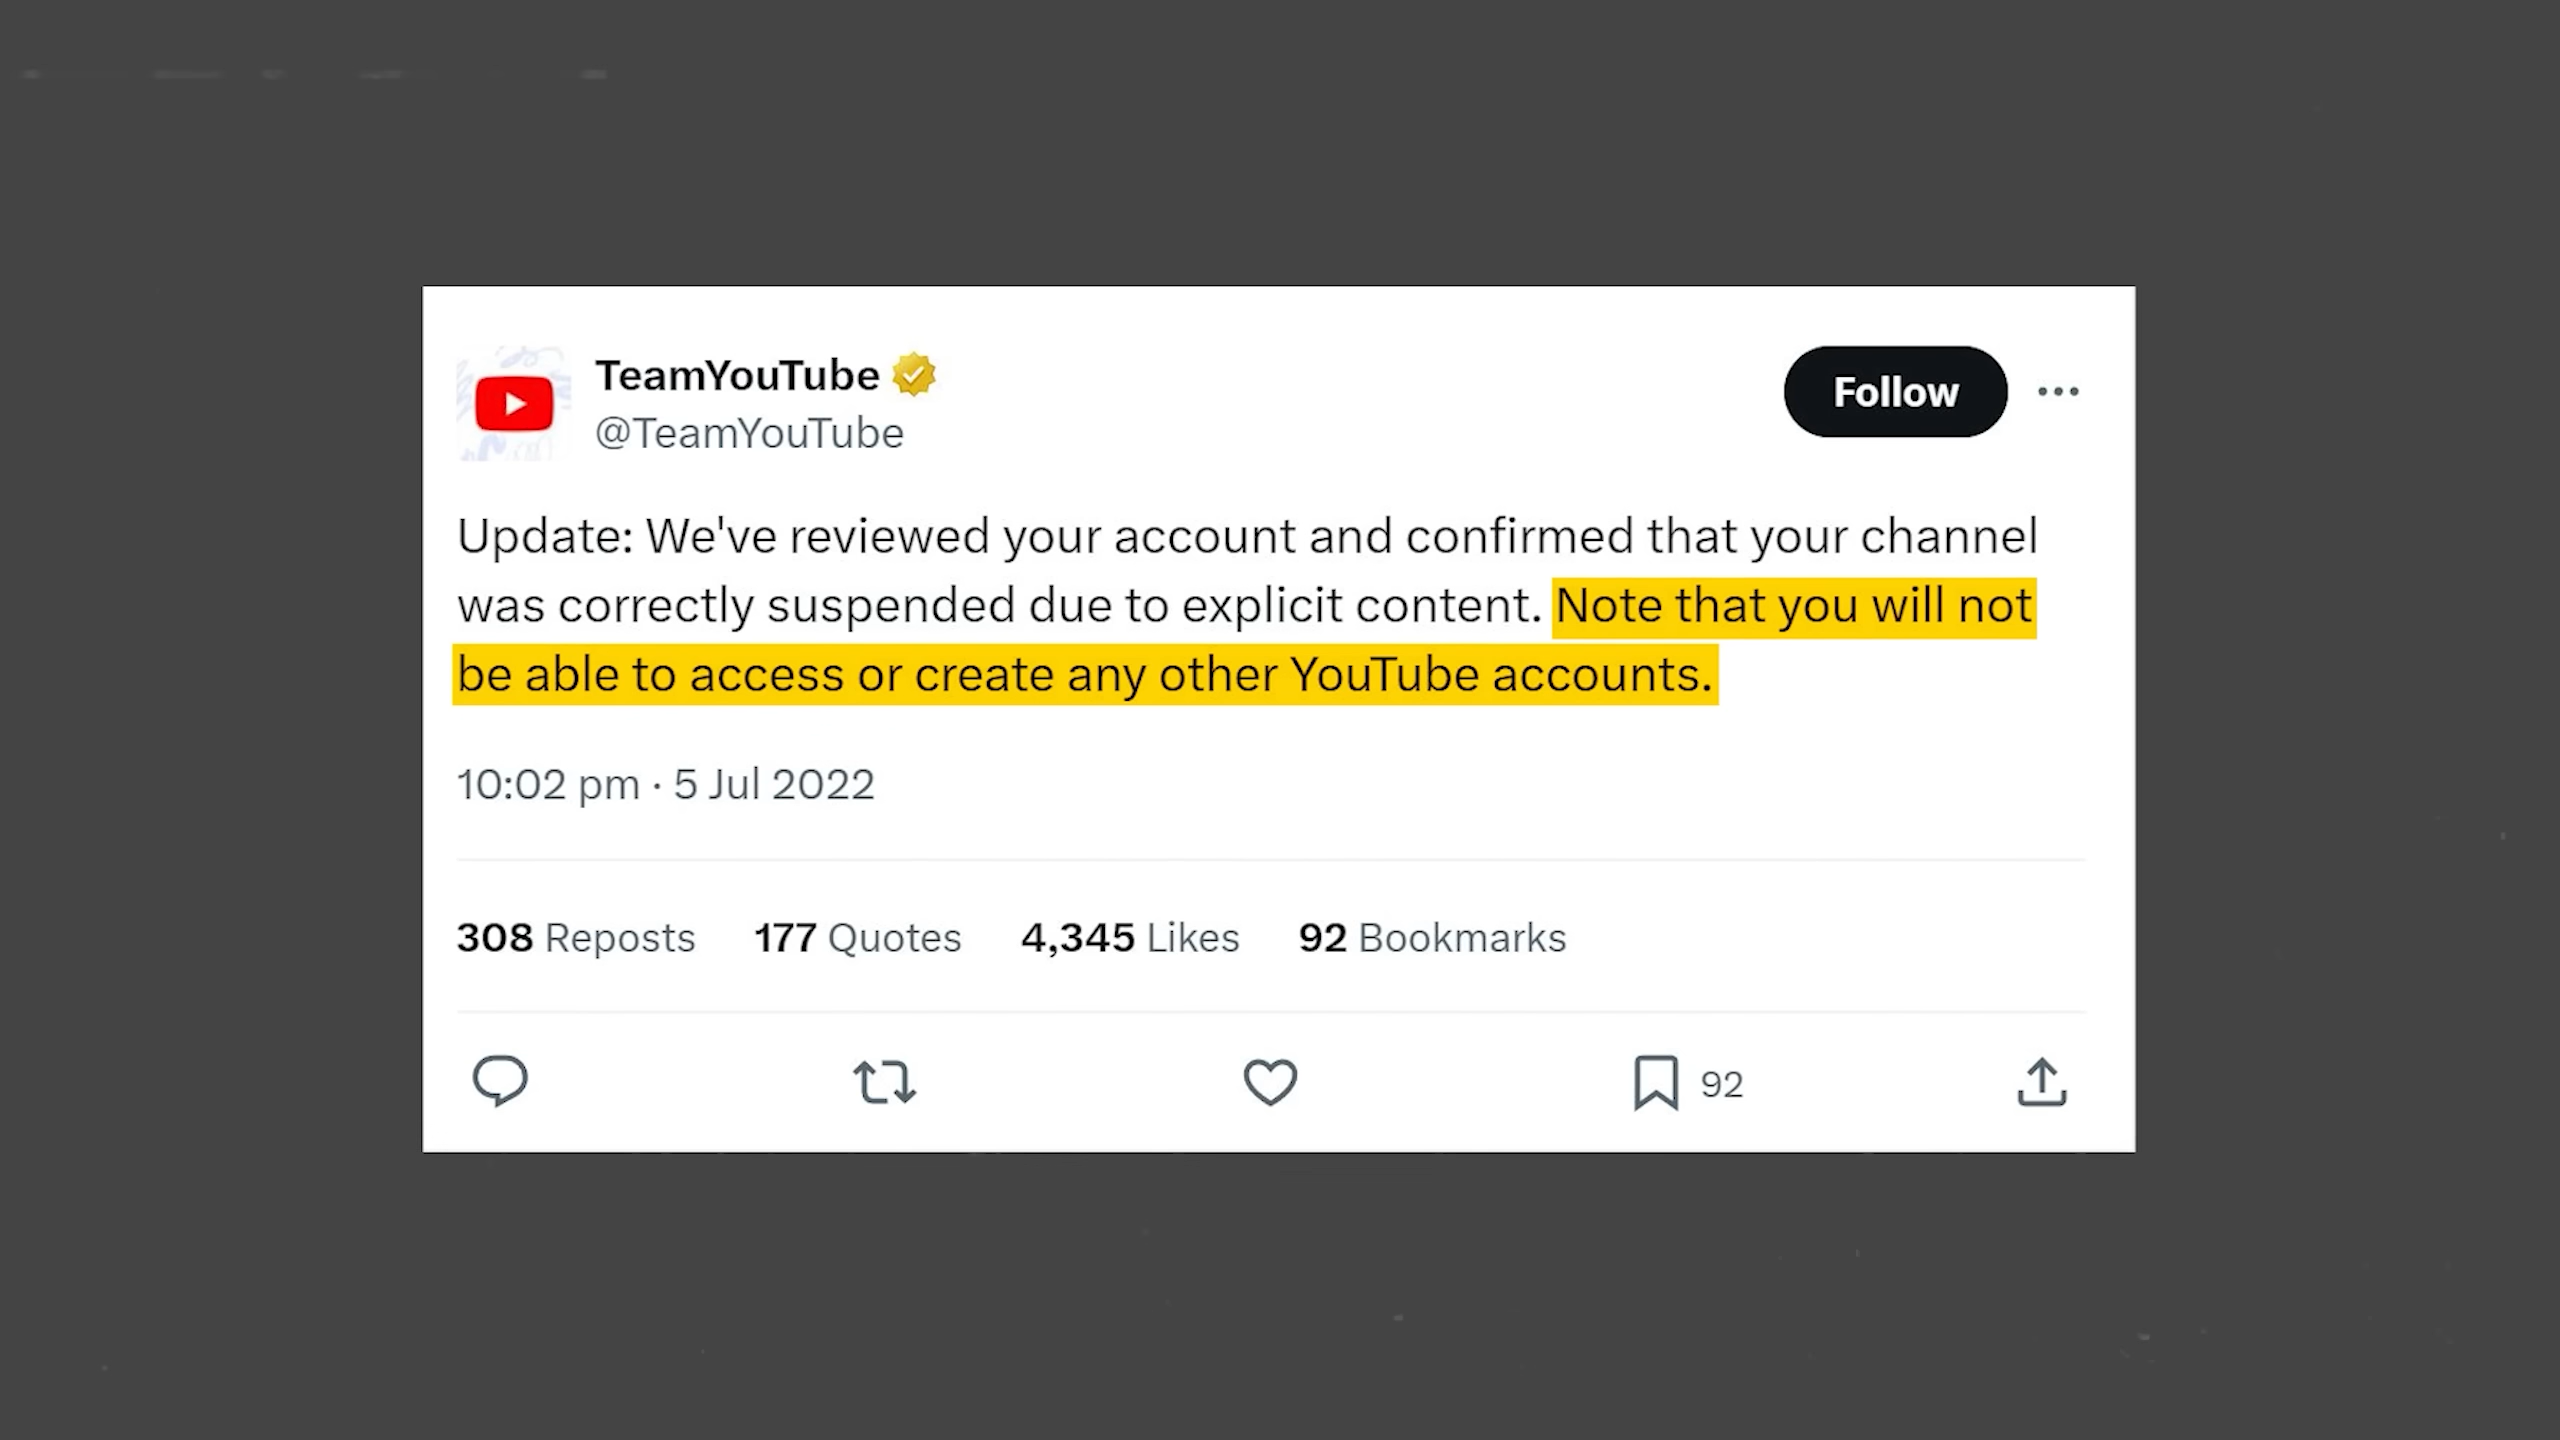 TeamYouTube
@TeamYouTube
Follow
Update: We've reviewed your account and confirmed that your channel
was correctly suspended due to explicit content. Note that you will not
be able to access or create any other YouTube accounts.
10:02 pm · 5 Jul 2022
308 Reposts 177 Quotes 4,345 Likes 92 Bookmarks
92